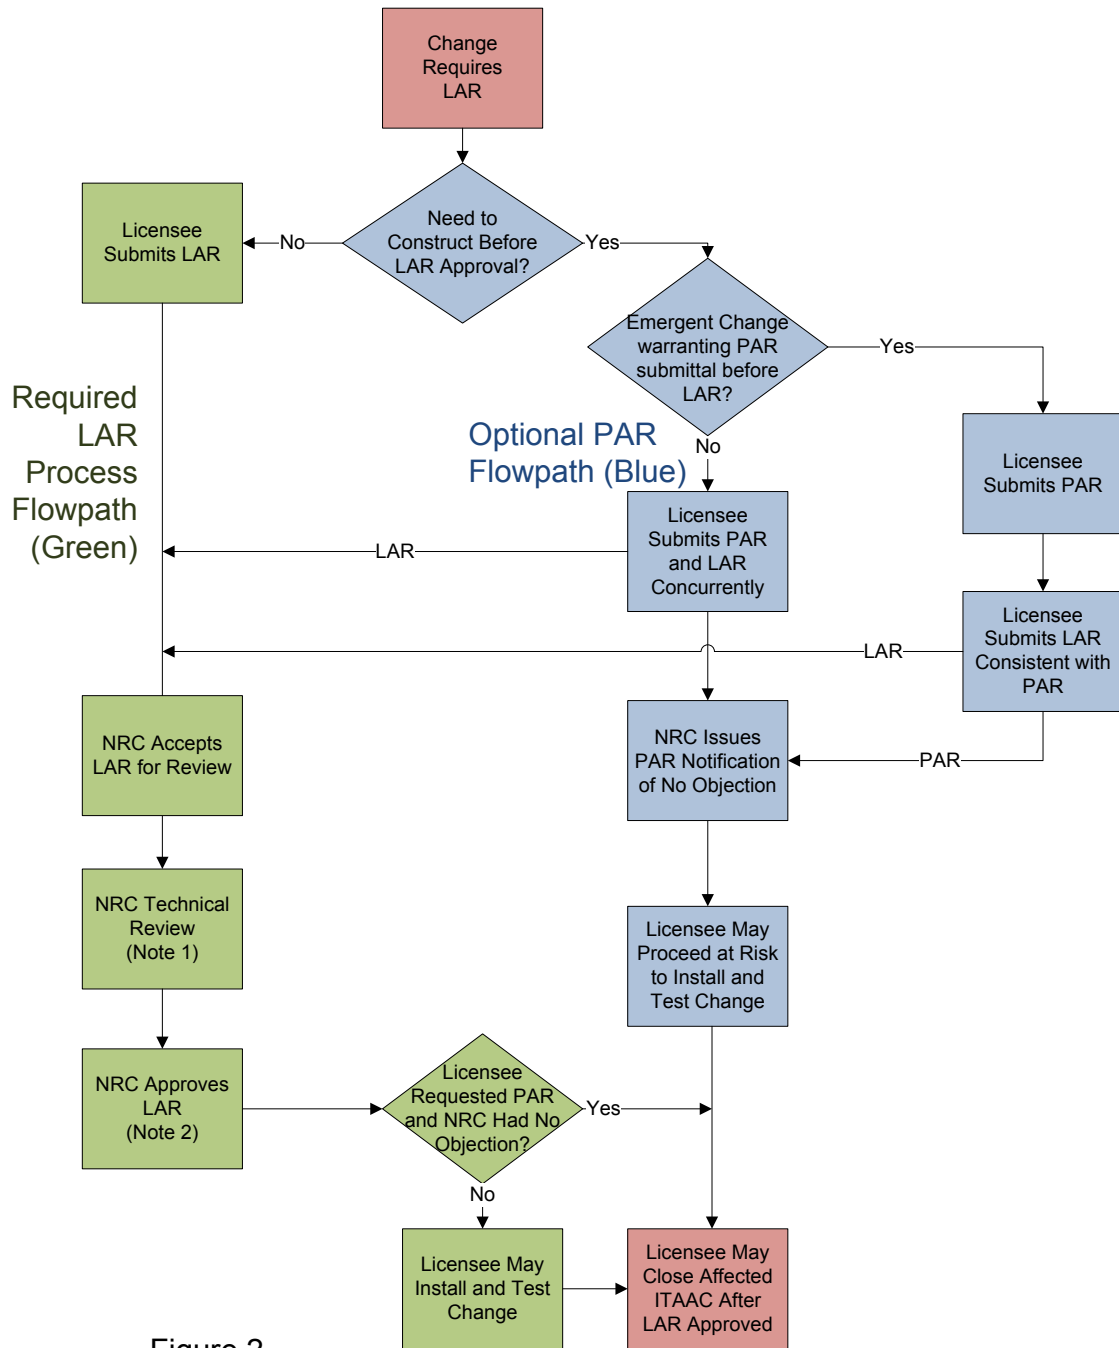 Change
Requires
LAR
Need to
Construct Before
LAR Approval?
No
Yes
Licensee
Submits LAR
Emergent Change
warranting PAR
submittal before
LAR?
Yes
No
Required
LAR
Process
Flowpath
(Green)
Optional PAR
Flowpath (Blue)
Licensee
Submits PAR
Licensee
Submits PAR
and LAR
Concurrently
LAR
Licensee
Submits LAR
Consistent with
PAR
LAR
NRC Accepts
LAR for Review
NRC Issues
PAR Notification
of No Objection
PAR
NRC Technical
Review
(Note 1)
Licensee May
Proceed at Risk
to Install and
Test Change
NRC Approves
LAR
(Note 2)
Licensee
Requested PAR
and NRC Had No
Objection?
Yes
No
Licensee May
Install and Test
Change
Licensee May
Close Affected
ITAAC After
LAR Approved